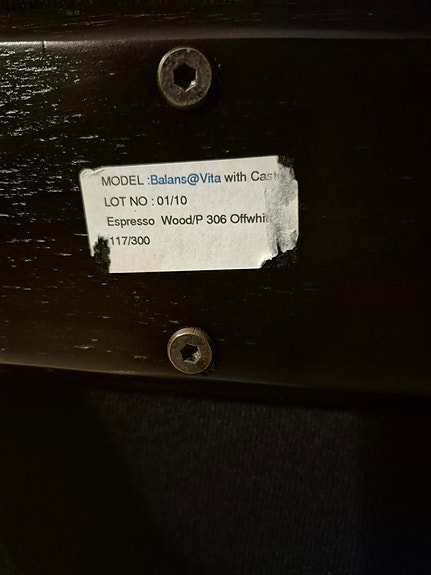 MODEL :Balans@Vita with Cast
LOT NO : 01/10
Espresso Wood/P 306 Offwhi
117/300